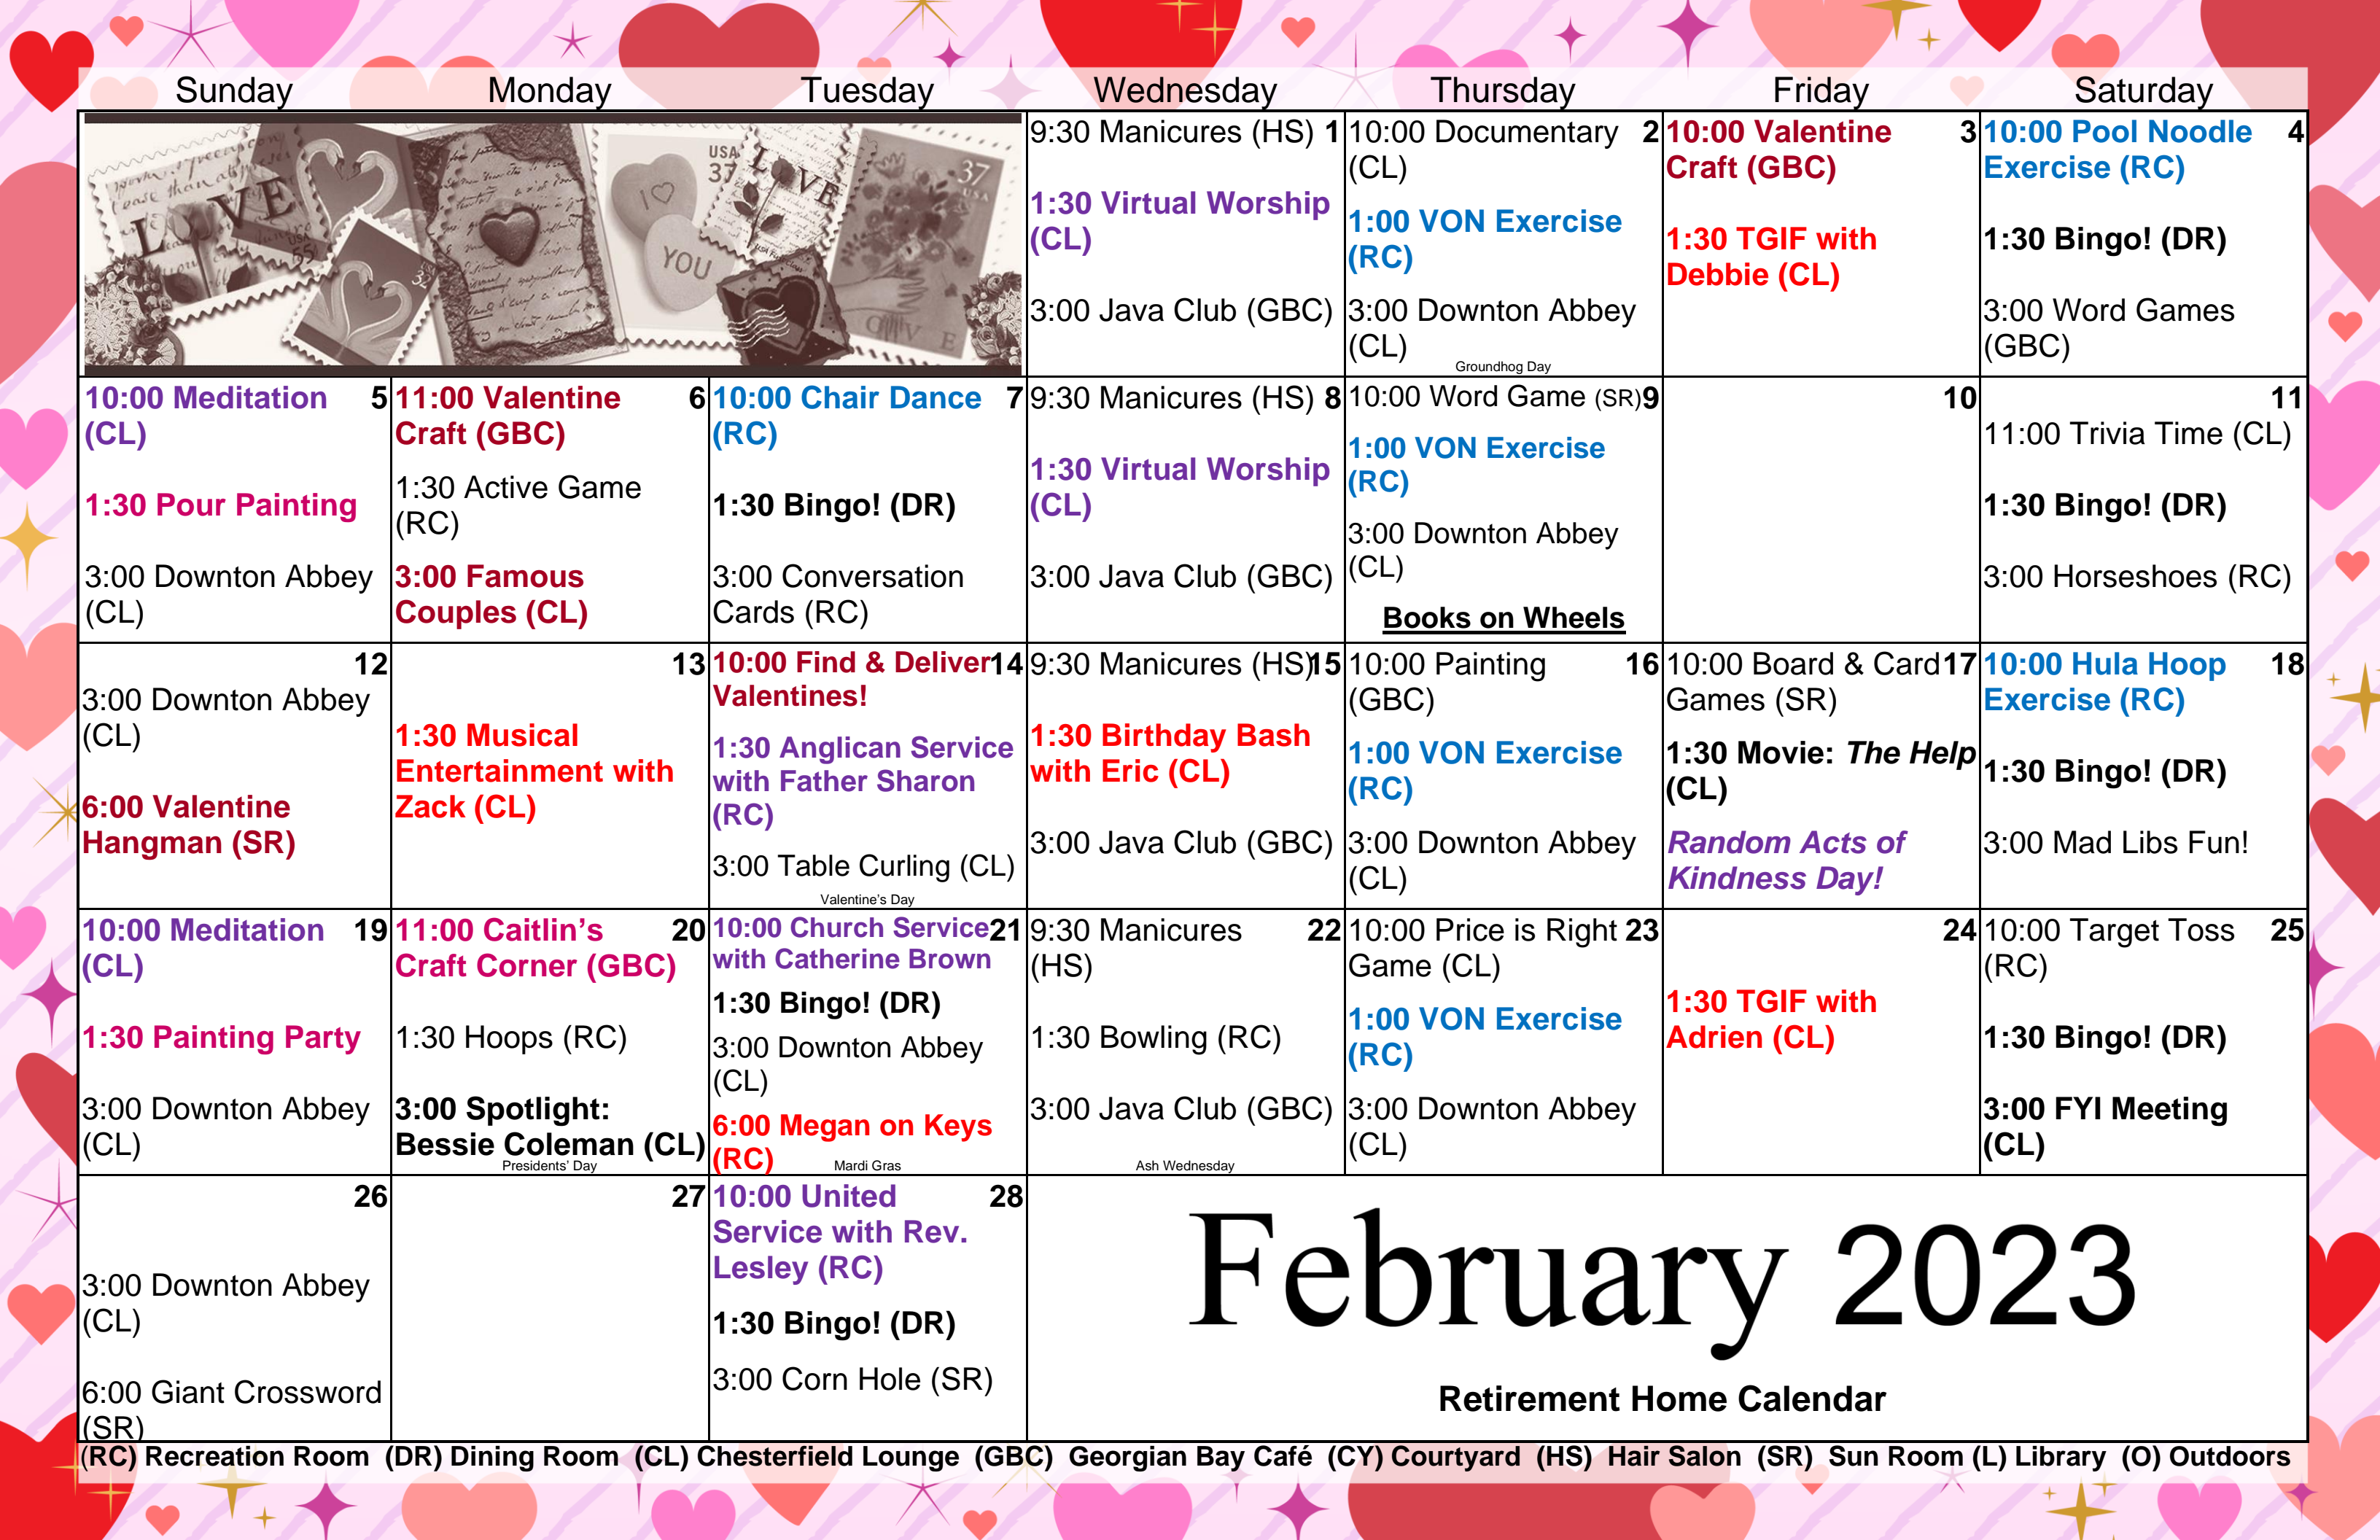 Sunday Monday Tuesday Wednesday Thursday Friday Saturday
LOVE
USA
55
32
I ♡
YOU
USA
37
LOVE
37
USA
9:30 Manicures (HS) 1
1:30 Virtual Worship
(CL)
3:00 Java Club (GBC)
10:00 Documentary 2
(CL)
1:00 VON Exercise
(RC)
3:00 Downton Abbey
(CL)
Groundhog Day
10:00 Valentine 3
Craft (GBC)
1:30 TGIF with
Debbie (CL)
10:00 Pool Noodle 4
Exercise (RC)
1:30 Bingo! (DR)
3:00 Word Games
(GBC)
10:00 Meditation 5
(CL)
1:30 Pour Painting
3:00 Downton Abbey
(CL)
11:00 Valentine 6
Craft (GBC)
1:30 Active Game
(RC)
3:00 Famous
Couples (CL)
10:00 Chair Dance 7
(RC)
1:30 Bingo! (DR)
3:00 Conversation
Cards (RC)
9:30 Manicures (HS) 8
1:30 Virtual Worship
(CL)
3:00 Java Club (GBC)
10:00 Word Game (SR) 9
1:00 VON Exercise
(RC)
3:00 Downton Abbey
(CL)
Books on Wheels
10
11
11:00 Trivia Time (CL)
1:30 Bingo! (DR)
3:00 Horseshoes (RC)
12
3:00 Downton Abbey
(CL)
6:00 Valentine
Hangman (SR)
13
1:30 Musical
Entertainment with
Zack (CL)
10:00 Find & Deliver 14
Valentines!
1:30 Anglican Service
with Father Sharon
(RC)
3:00 Table Curling (CL)
Valentine's Day
9:30 Manicures (HS) 15
1:30 Birthday Bash
with Eric (CL)
3:00 Java Club (GBC)
10:00 Painting 16
(GBC)
1:00 VON Exercise
(RC)
3:00 Downton Abbey
(CL)
10:00 Board & Card 17
Games (SR)
1:30 Movie: The Help
(CL)
Random Acts of
Kindness Day!
10:00 Hula Hoop 18
Exercise (RC)
1:30 Bingo! (DR)
3:00 Mad Libs Fun!
10:00 Meditation 19
(CL)
1:30 Painting Party
3:00 Downton Abbey
(CL)
11:00 Caitlin's 20
Craft Corner (GBC)
1:30 Hoops (RC)
3:00 Spotlight:
Bessie Coleman (CL)
Presidents' Day
10:00 Church Service 21
with Catherine Brown
1:30 Bingo! (DR)
3:00 Downton Abbey
(CL)
6:00 Megan on Keys
(RC) Mardi Gras
9:30 Manicures 22
(HS)
1:30 Bowling (RC)
3:00 Java Club (GBC)
Ash Wednesday
10:00 Price is Right 23
Game (CL)
1:00 VON Exercise
(RC)
3:00 Downton Abbey
(CL)
24
1:30 TGIF with
Adrien (CL)
10:00 Target Toss 25
(RC)
1:30 Bingo! (DR)
3:00 FYI Meeting
(CL)
26
3:00 Downton Abbey
(CL)
6:00 Giant Crossword
(SR)
27
10:00 United 28
Service with Rev.
Lesley (RC)
1:30 Bingo! (DR)
3:00 Corn Hole (SR)
February 2023
Retirement Home Calendar
(RC) Recreation Room (DR) Dining Room (CL) Chesterfield Lounge (GBC) Georgian Bay Café (CY) Courtyard (HS) Hair Salon (SR) Sun Room (L) Library (O) Outdoors